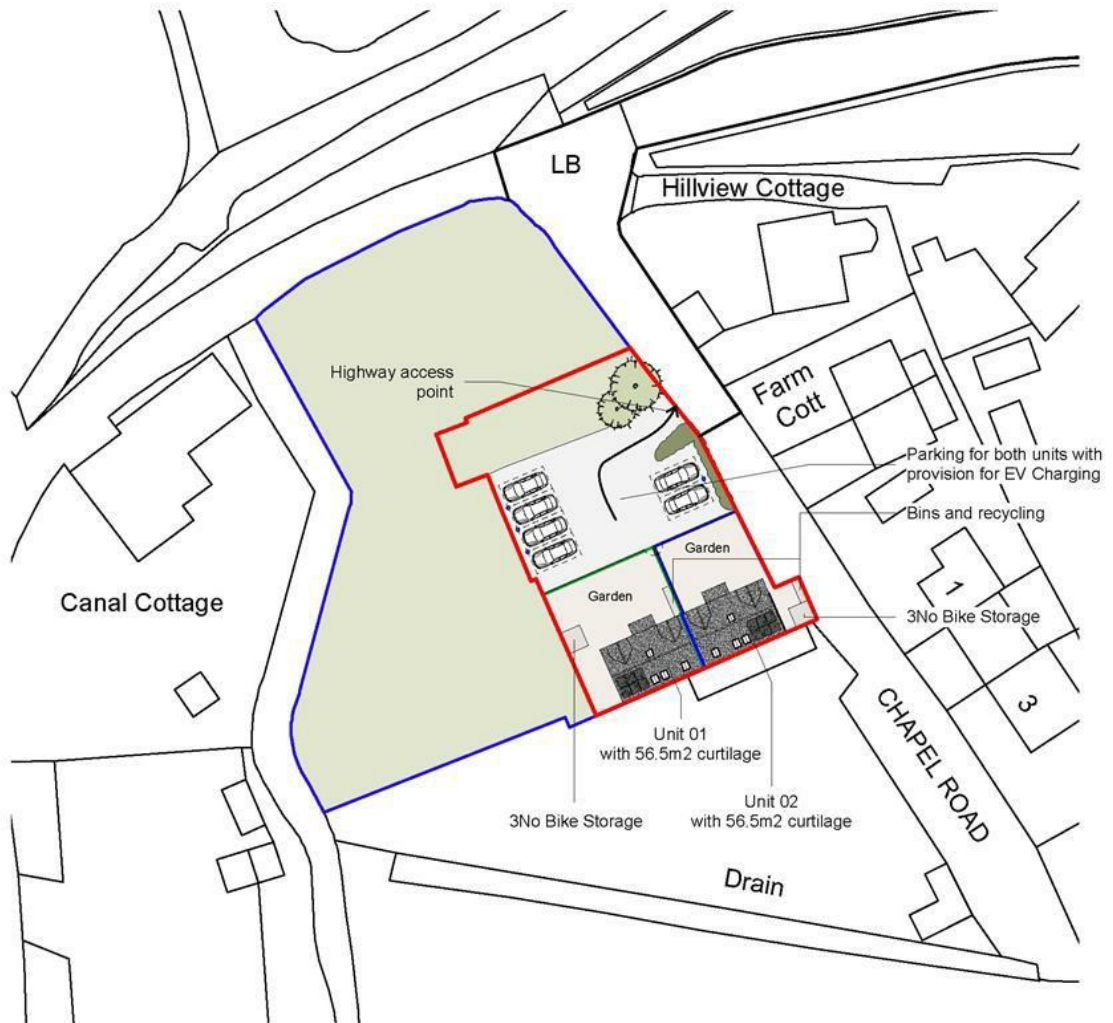 LB
Hillview Cottage
Highway access
point
Farm
Cott
Parking for both units with
provision for EV Charging
Bins and recycling
Garden
Garden
Canal Cottage
1
3No Bike Storage
3
CHAPEL ROAD
Unit 01
with 56.5m2 curtilage
Unit 02
with 56.5m2 curtilage
3No Bike Storage
Drain